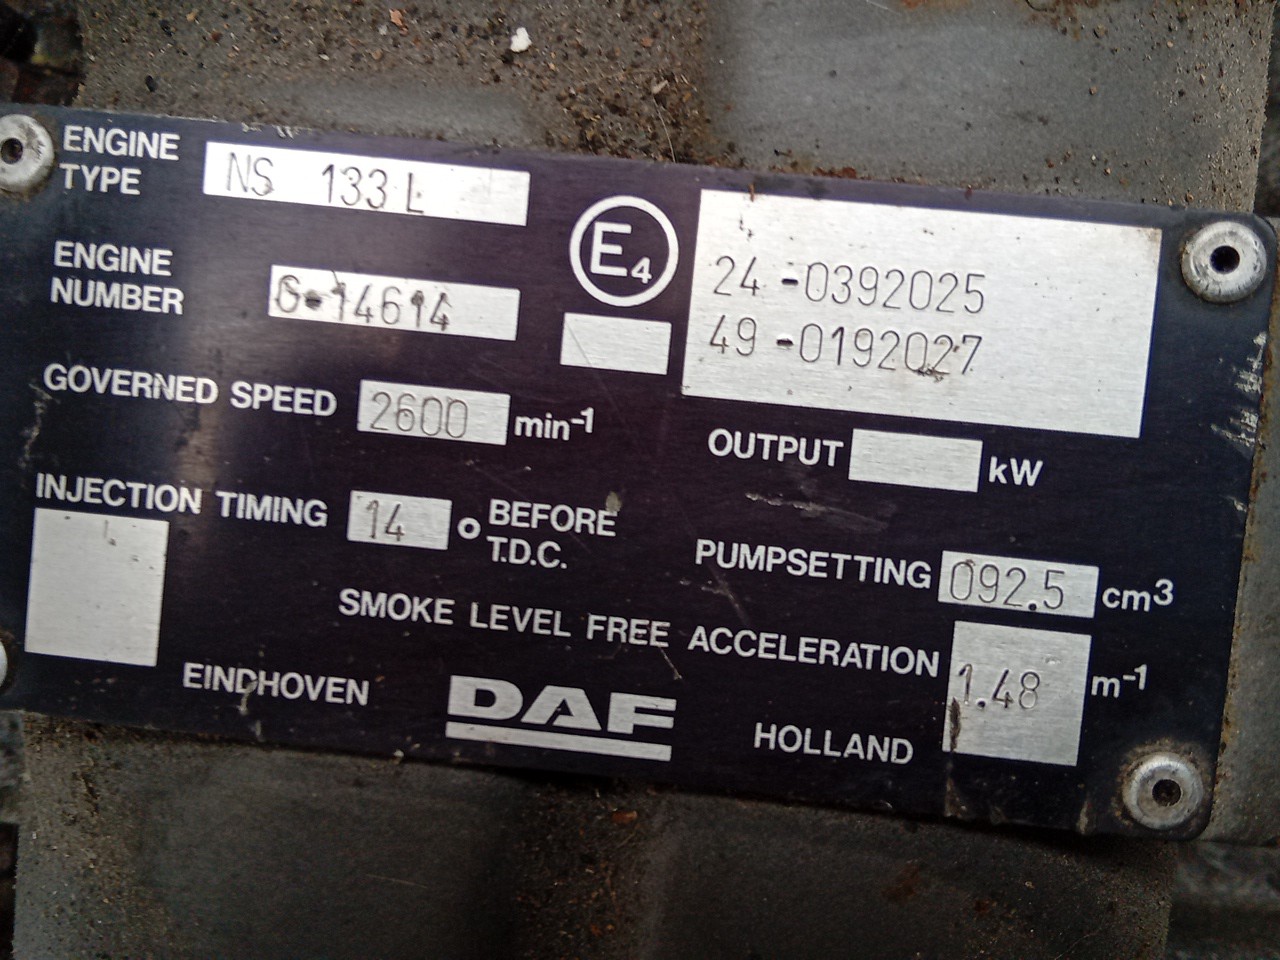 ENGINE TYPE NS 133 L
ENGINE NUMBER G-14614
E4
24-0392025
49-0192027
GOVERNED SPEED 2600 min-1
OUTPUT kW
INJECTION TIMING 14 ° BEFORE T.D.C.
PUMPSETTING 092.5 cm3
SMOKE LEVEL FREE ACCELERATION 1.48 m-1
EINDHOVEN DAF HOLLAND